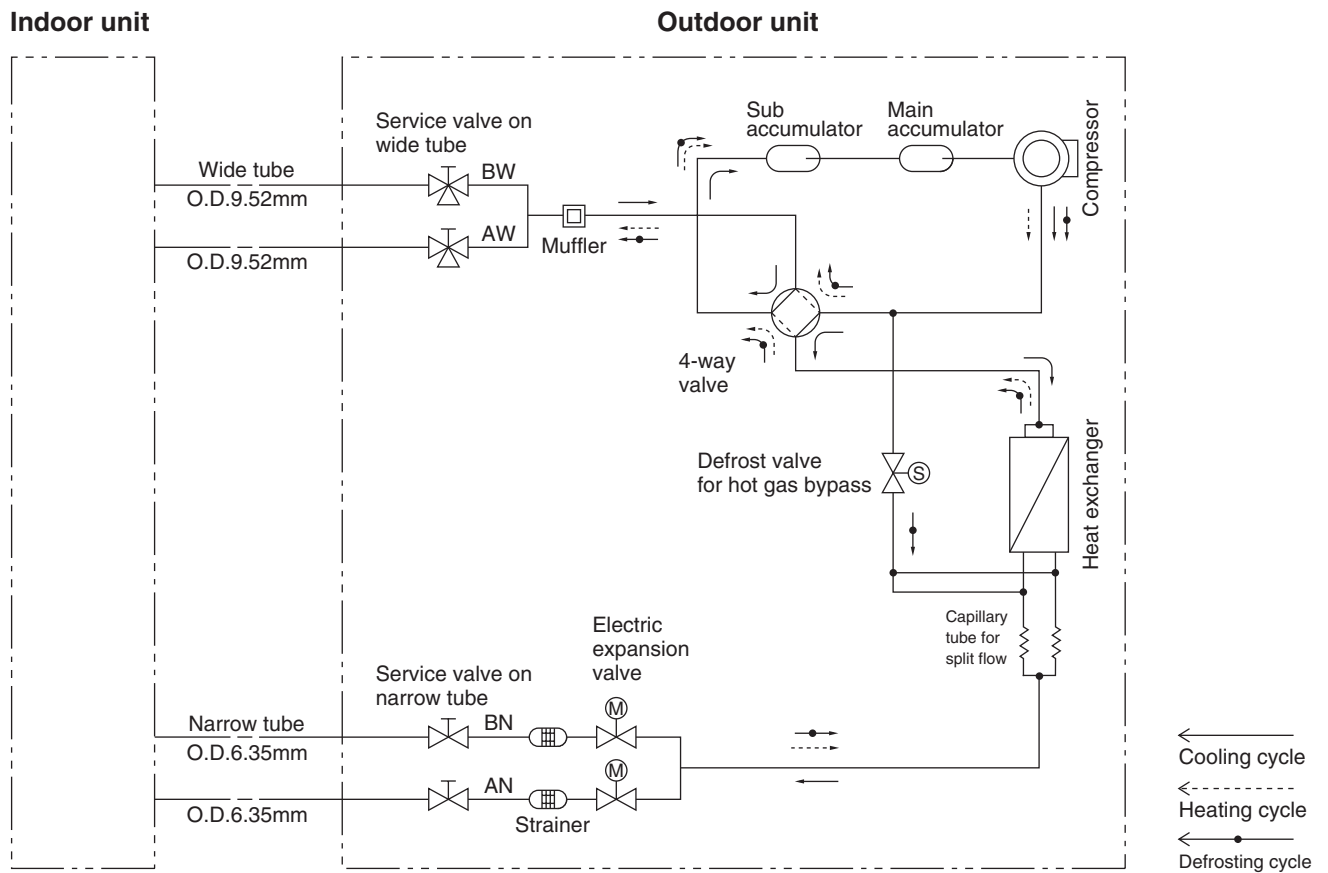 Indoor unit
Outdoor unit
Sub
accumulator
Main
accumulator
Compressor
Service valve on
wide tube
Wide tube
BW
O.D.9.52mm
AW
Muffler
O.D.9.52mm
4-way
valve
Defrost valve
for hot gas bypass
S
Heat exchanger
Capillary
tube for
split flow
Electric
expansion
valve
Service valve on
narrow tube
M
Narrow tube
BN
O.D.6.35mm
M
AN
O.D.6.35mm
Strainer
Cooling cycle
Heating cycle
Defrosting cycle